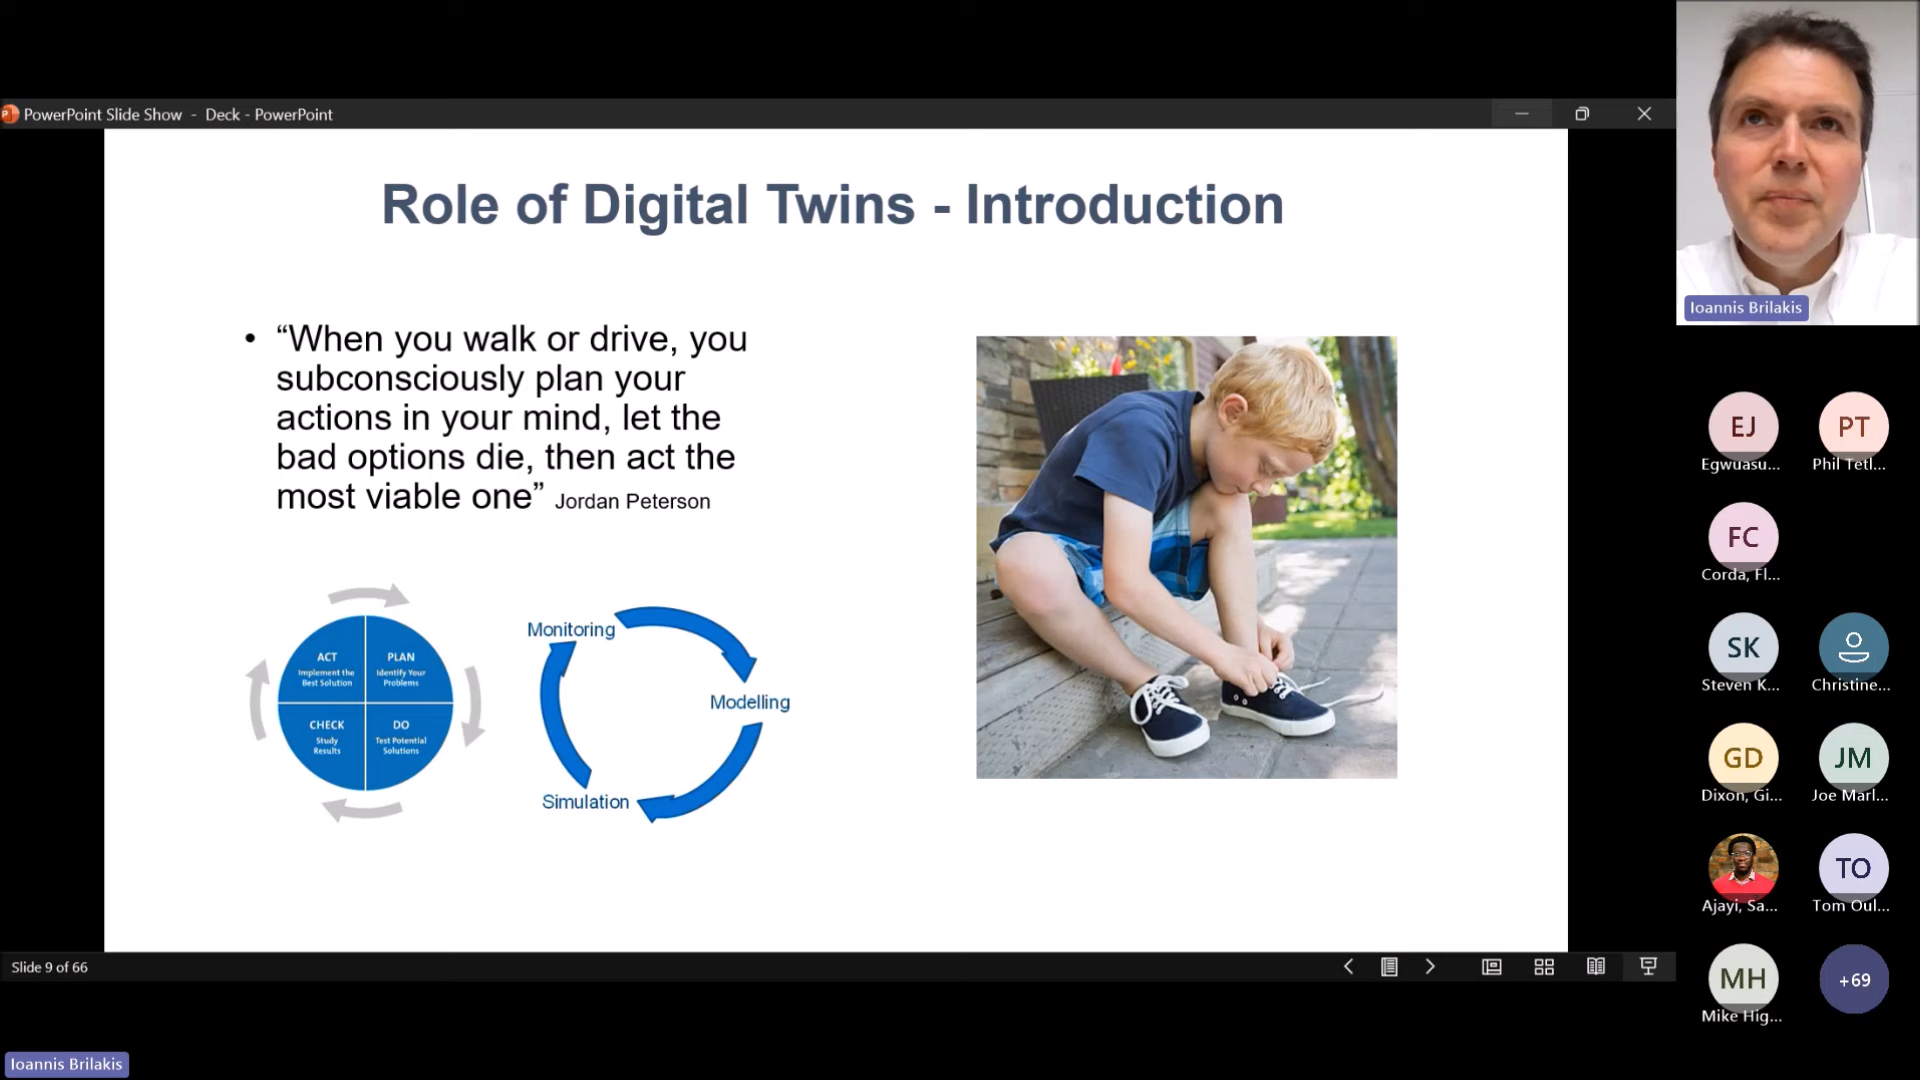 PowerPoint Slide Show - Deck - PowerPoint
Role of Digital Twins - Introduction
• “When you walk or drive, you
subconsciously plan your
actions in your mind, let the
bad options die, then act the
most viable one” Jordan Peterson
ACT
Implement the
Best Solution
PLAN
Identify Your
Problems
CHECK
Study
Results
DO
Test Potential
Solutions
Monitoring
Modelling
Simulation
Slide 9 of 66
Ioannis Brilakis
Ioannis Brilakis
EJ
Egwuasu...
PT
Phil Tetl...
FC
Corda, Fl...
SK
Steven K...
Christine...
GD
Dixon, Gi...
JM
Joe Marl...
Ajayi, Sa...
TO
Tom Oul...
MH
Mike Hig...
+69